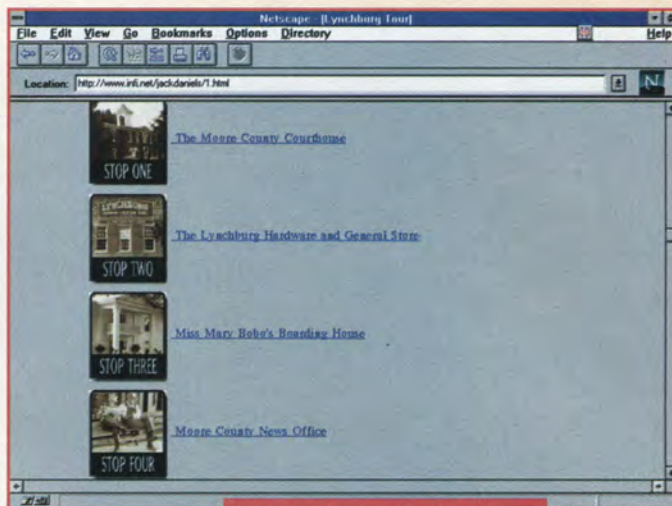 Netscape - [Lynchburg Tour]
File Edit View Go Bookmarks Options Directory Help
Location: http://www.infi.net/jackdaniels/1.html
N
STOP ONE
The Moore County Courthouse
LYNCHBURG
STOP TWO
The Lynchburg Hardware and General Store
STOP THREE
Miss Mary Bobo's Boarding House
STOP FOUR
Moore County News Office